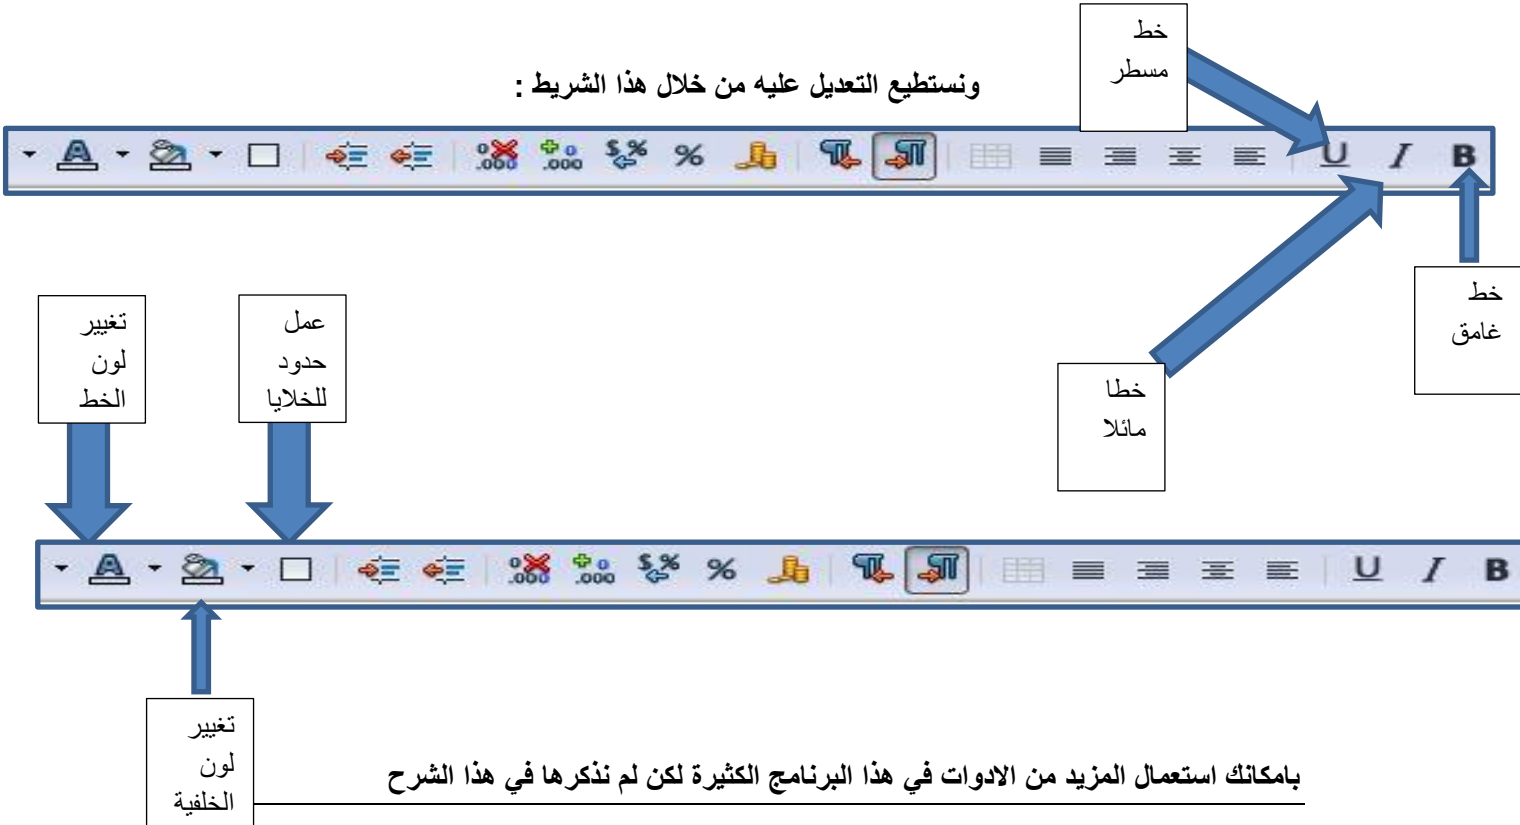 خط
مسطر
ونستطيع التعديل عليه من خلال هذا الشريط :
U I B
خط
غامق
خطا
مائلا
عمل
حدود
للخلايا
تغيير
لون
الخط
U I B
تغيير
لون
الخلفية
بامكانك استعمال المزيد من الادوات في هذا البرنامج الكثيرة لكن لم نذكرها في هذا الشرح